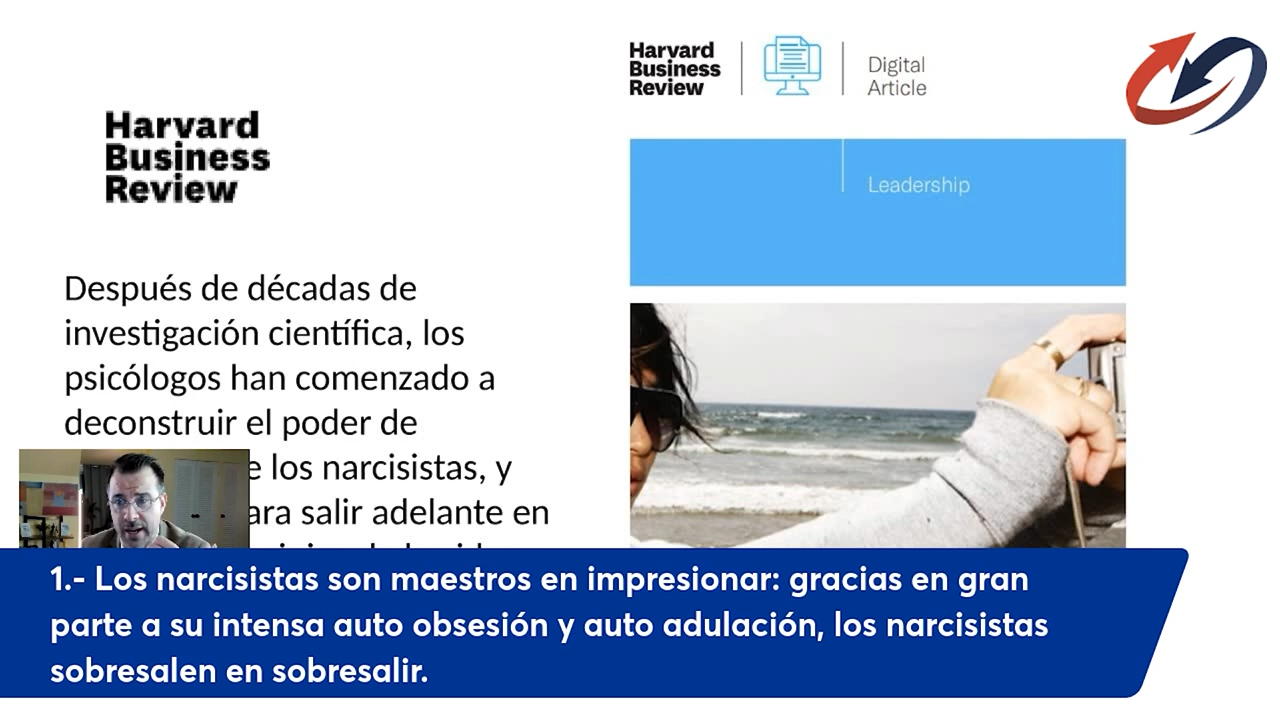 Harvard
Business
Review
Después de décadas de
investigación científica, los
psicólogos han comenzado a
deconstruir el poder de
e los narcisistas, y
ara salir adelante en
Harvard
Business
Review
Digital
Article
Leadership
1.- Los narcisistas son maestros en impresionar: gracias en gran
parte a su intensa auto obsesión y auto adulación, los narcisistas
sobresalen en sobresalir.